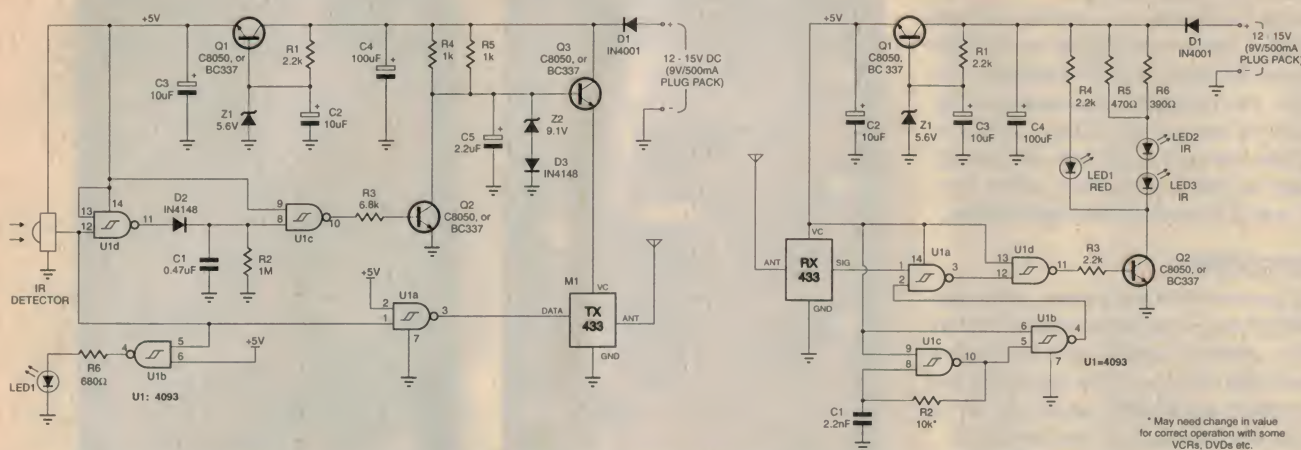 +5V
Q1
C8050, or
BC337
R1
2.2k
C4
100uF
R4
1k
R5
1k
Q3
C8050, or
BC337
D1
IN4001
+
12 - 15V DC
(9V/500mA
PLUG PACK)
-
C3
10uF
+
Z1
5.6V
C2
10uF
+
+
C5
2.2uF
+
Z2
9.1V
D3
IN4148
13
12
14
11
U1d
D2
IN4148
9
8
10
U1c
R3
6.8k
Q2
C8050, or
BC337
C1
0.47uF
R2
1M
IR
DETECTOR
+5V
2
1
U1a
3
7
M1
VC
DATA
TX
433
ANT
GND
LED1
R6
680Ω
4
5
6
+5V
U1b
U1: 4093
+5V
Q1
C8050, or
BC 337
R1
2.2k
D1
IN4001
+
12 - 15V
(9V/500mA
PLUG PACK)
-
R4
2.2k
R5
470Ω
R6
390Ω
C2
10uF
+
Z1
5.6V
C3
10uF
+
C4
100uF
+
LED2
IR
LED1
RED
LED3
IR
VC
ANT
RX
433
SIG
GND
U1a
1
14
2
3
U1d
13
12
11
R3
2.2k
Q2
C8050, or
BC337
U1b
6
5
4
7
U1=4093
U1c
9
8
10
C1
2.2nF
R2
10k*
* May need change in value
for correct operation with some
VCRs, DVDs etc.